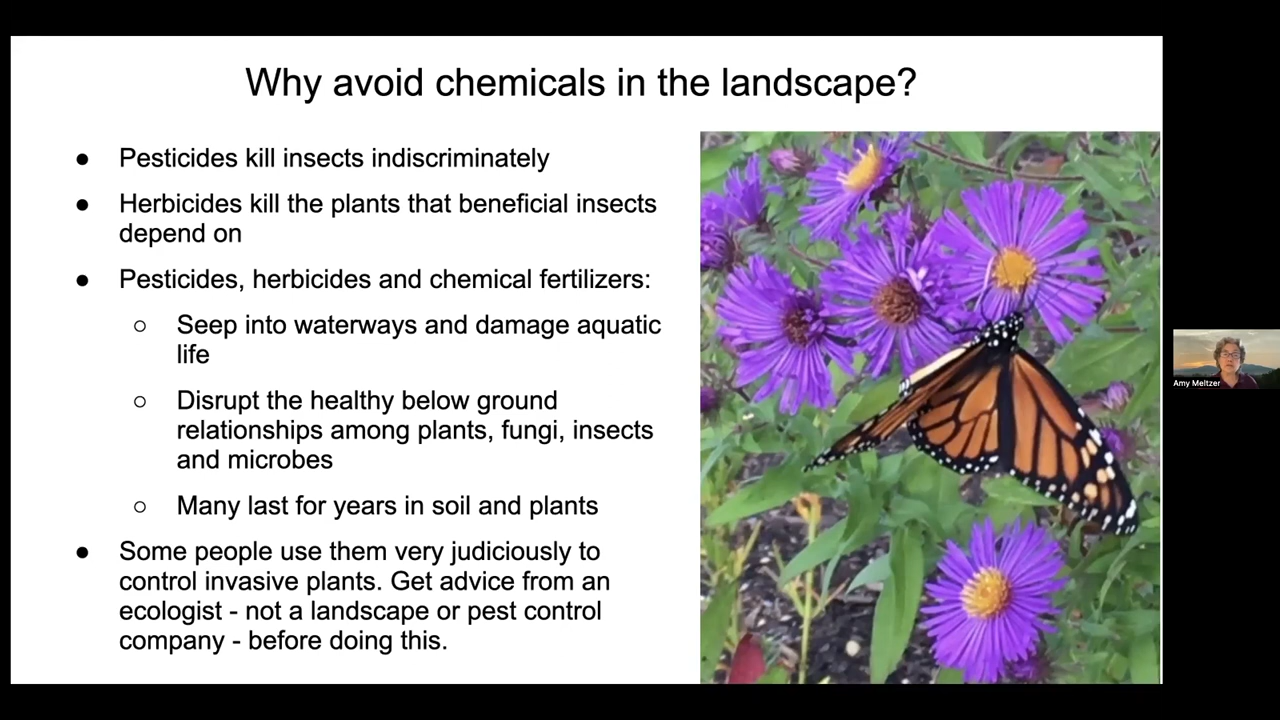 Why avoid chemicals in the landscape?
● Pesticides kill insects indiscriminately
● Herbicides kill the plants that beneficial insects
depend on
● Pesticides, herbicides and chemical fertilizers:
○ Seep into waterways and damage aquatic
life
○ Disrupt the healthy below ground
relationships among plants, fungi, insects
and microbes
○ Many last for years in soil and plants
● Some people use them very judiciously to
control invasive plants. Get advice from an
ecologist - not a landscape or pest control
company - before doing this.
Amy Meltzer